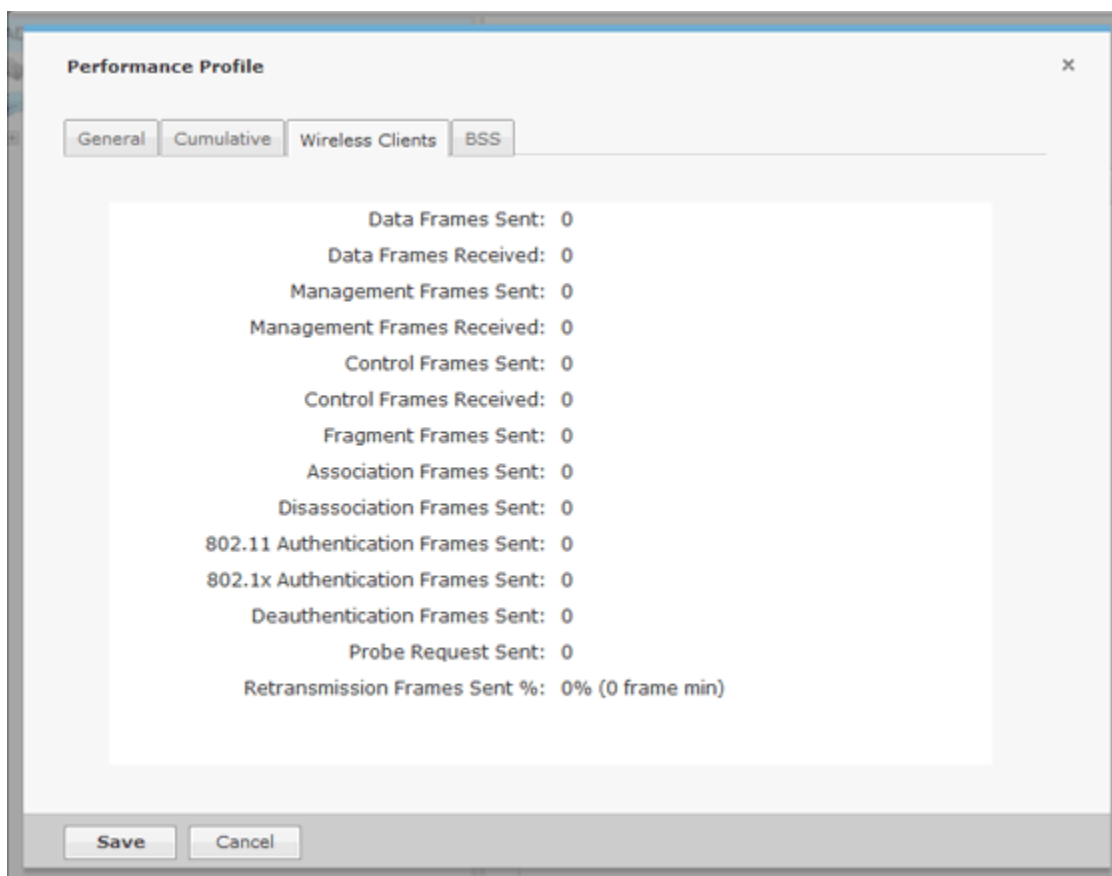 Performance Profile
General Cumulative Wireless Clients BSS
Data Frames Sent: 0
Data Frames Received: 0
Management Frames Sent: 0
Management Frames Received: 0
Control Frames Sent: 0
Control Frames Received: 0
Fragment Frames Sent: 0
Association Frames Sent: 0
Disassociation Frames Sent: 0
802.11 Authentication Frames Sent: 0
802.1x Authentication Frames Sent: 0
Deauthentication Frames Sent: 0
Probe Request Sent: 0
Retransmission Frames Sent %: 0% (0 frame min)
Save Cancel